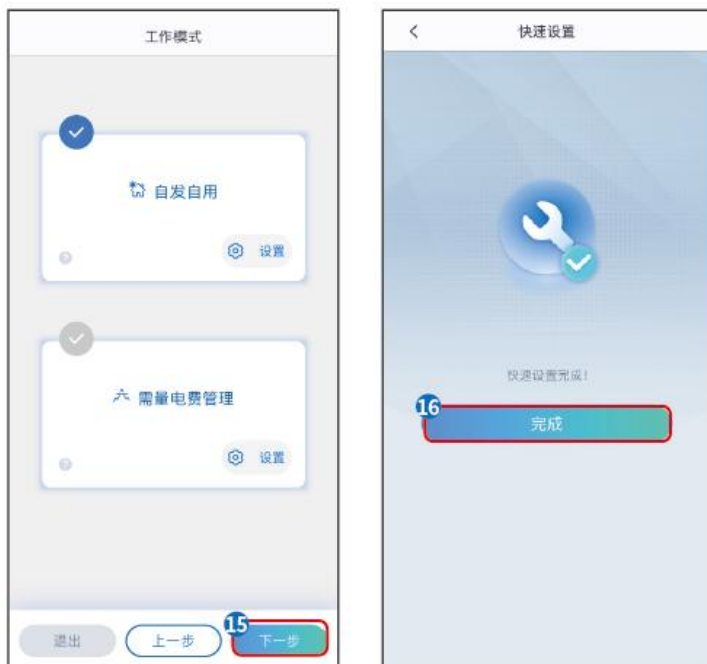 工作模式
自发自用
设置
需量电费管理
设置
15
退出 上一步 下一步
快速设置
快速设置完成！
16
完成